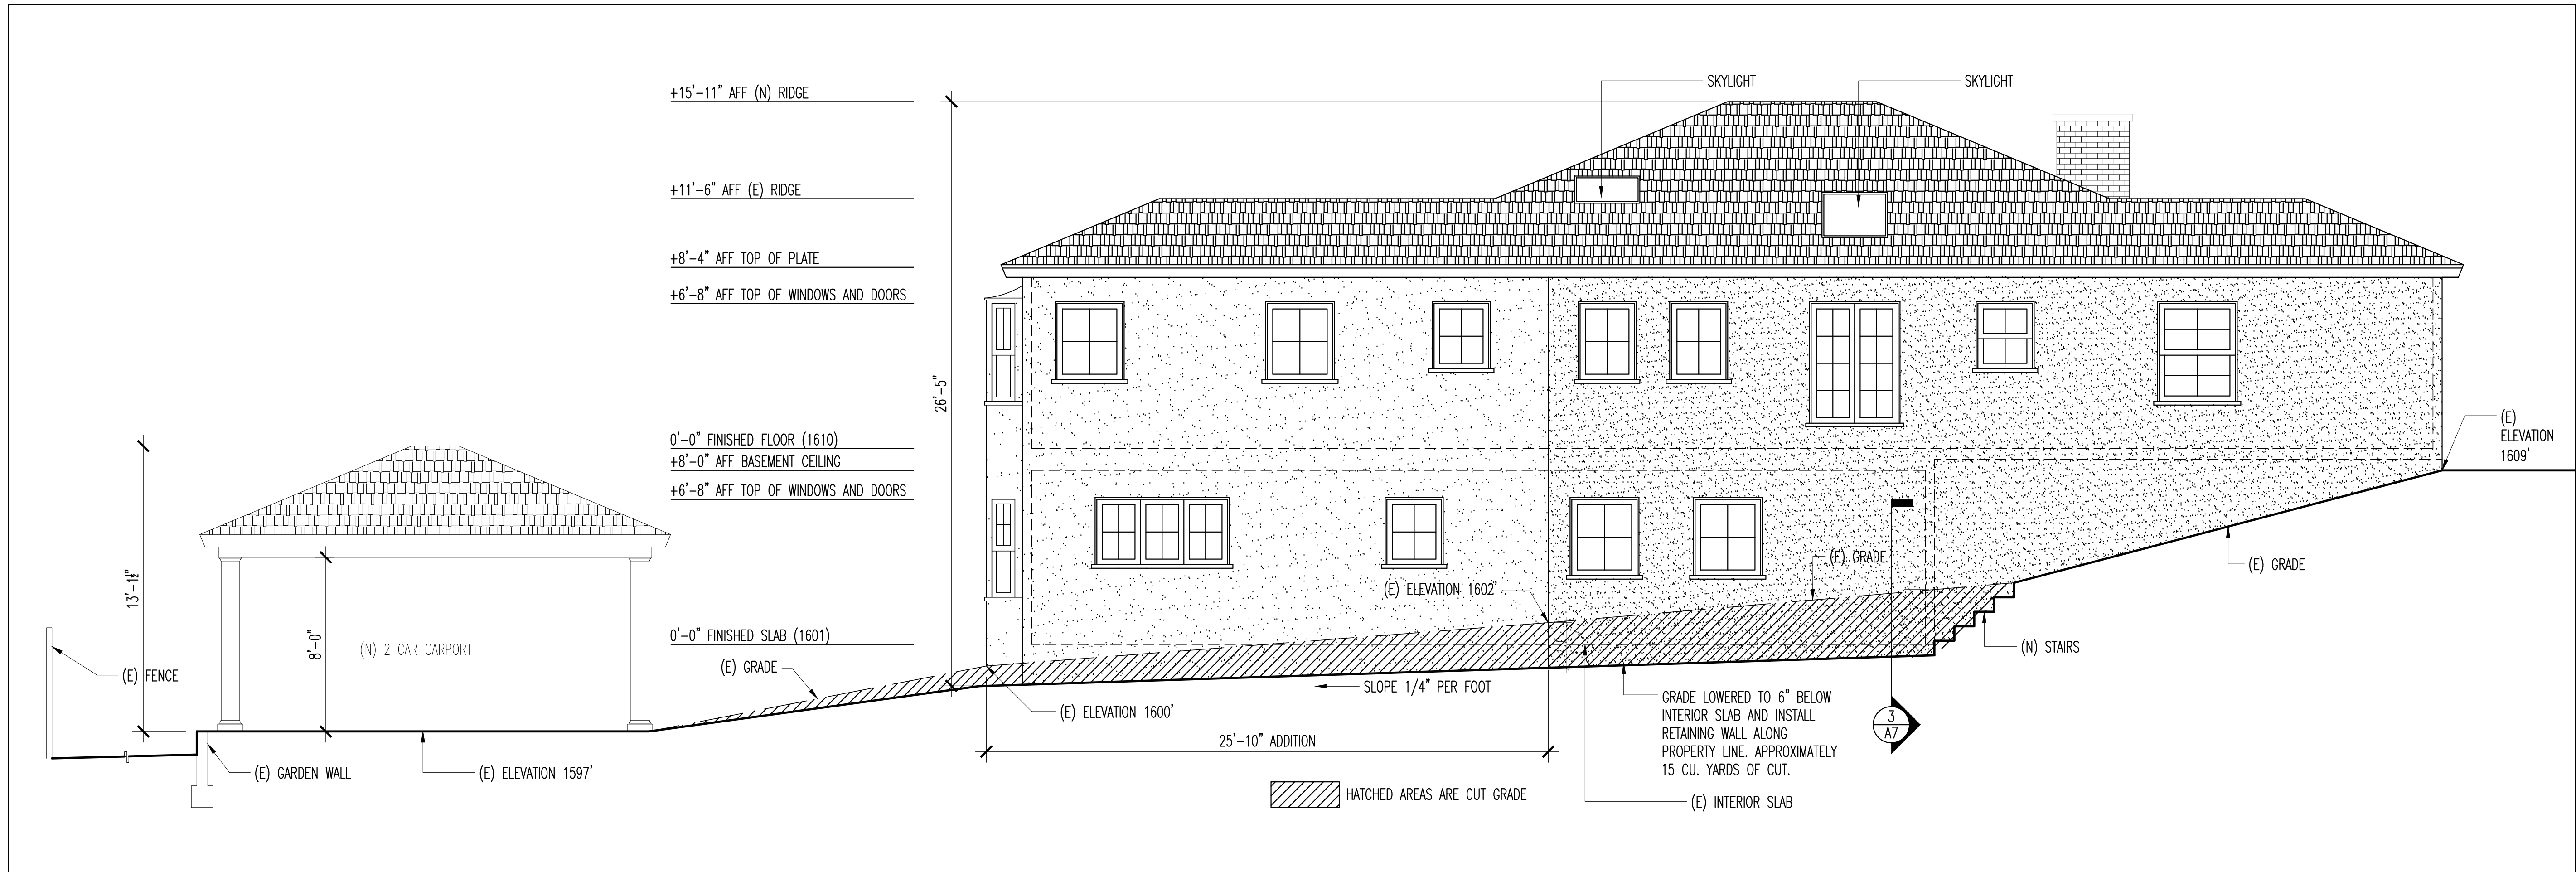 SKYLIGHT
SKYLIGHT
+15'-11" AFF (N) RIDGE
+11'-6" AFF (E) RIDGE
+8'-4" AFF TOP OF PLATE
+6'-8" AFF TOP OF WINDOWS AND DOORS
26'-5"
0'-0" FINISHED FLOOR (1610)
+8'-0" AFF BASEMENT CEILING
+6'-8" AFF TOP OF WINDOWS AND DOORS
0'-0" FINISHED SLAB (1601)
(E)
ELEVATION
1609'
(E) GRADE
(E) GRADE
(E) ELEVATION 1602'
13'-1½"
8'-0"
(N) 2 CAR CARPORT
(E) FENCE
(E) GRADE
(N) STAIRS
SLOPE 1/4" PER FOOT
(E) ELEVATION 1600'
GRADE LOWERED TO 6" BELOW
INTERIOR SLAB AND INSTALL
RETAINING WALL ALONG
PROPERTY LINE. APPROXIMATELY
15 CU. YARDS OF CUT.
3
A7
25'-10" ADDITION
(E) GARDEN WALL
(E) ELEVATION 1597'
HATCHED AREAS ARE CUT GRADE
(E) INTERIOR SLAB